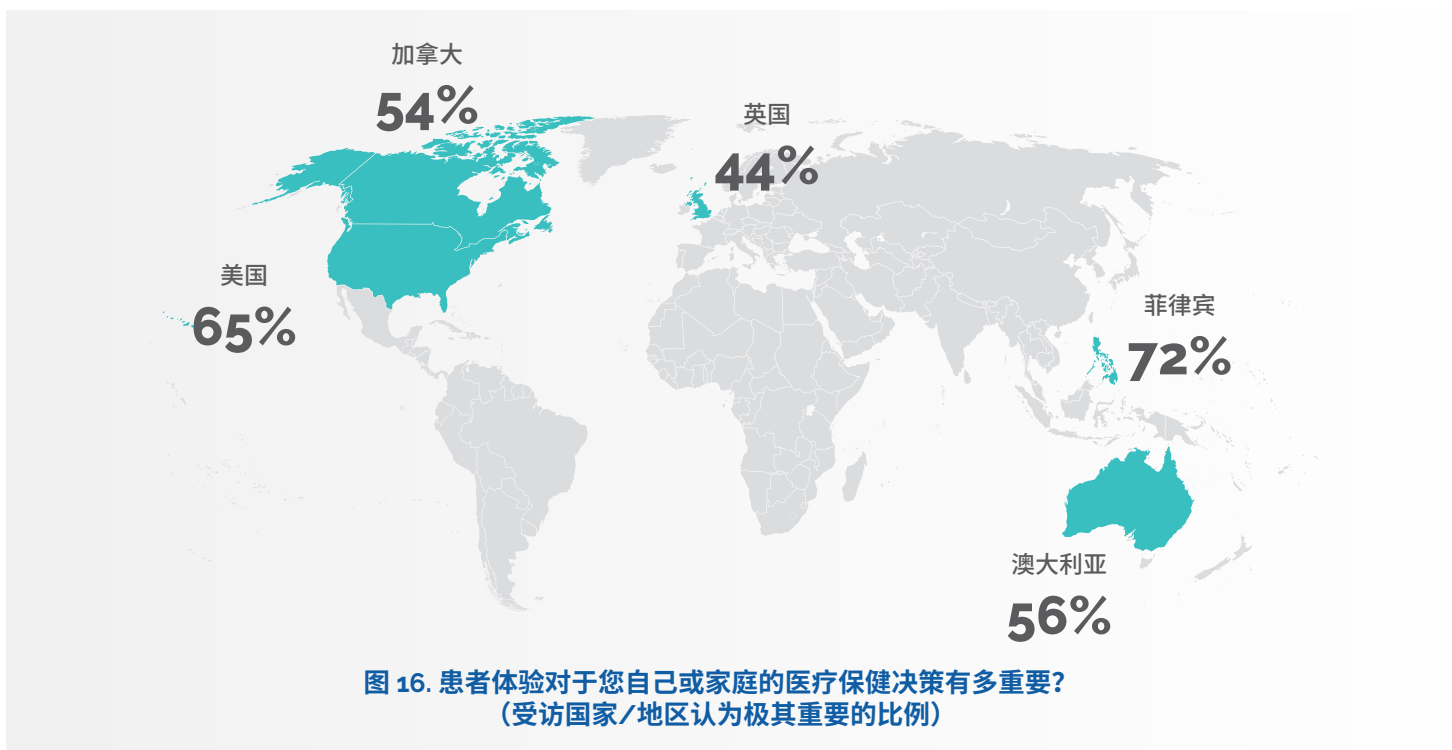 加拿大
54%
英国
44%
美国
65%
菲律宾
72%
澳大利亚
56%
图 16. 患者体验对于您自己或家庭的医疗保健决策有多重要？
（受访国家/地区认为极其重要的比例）